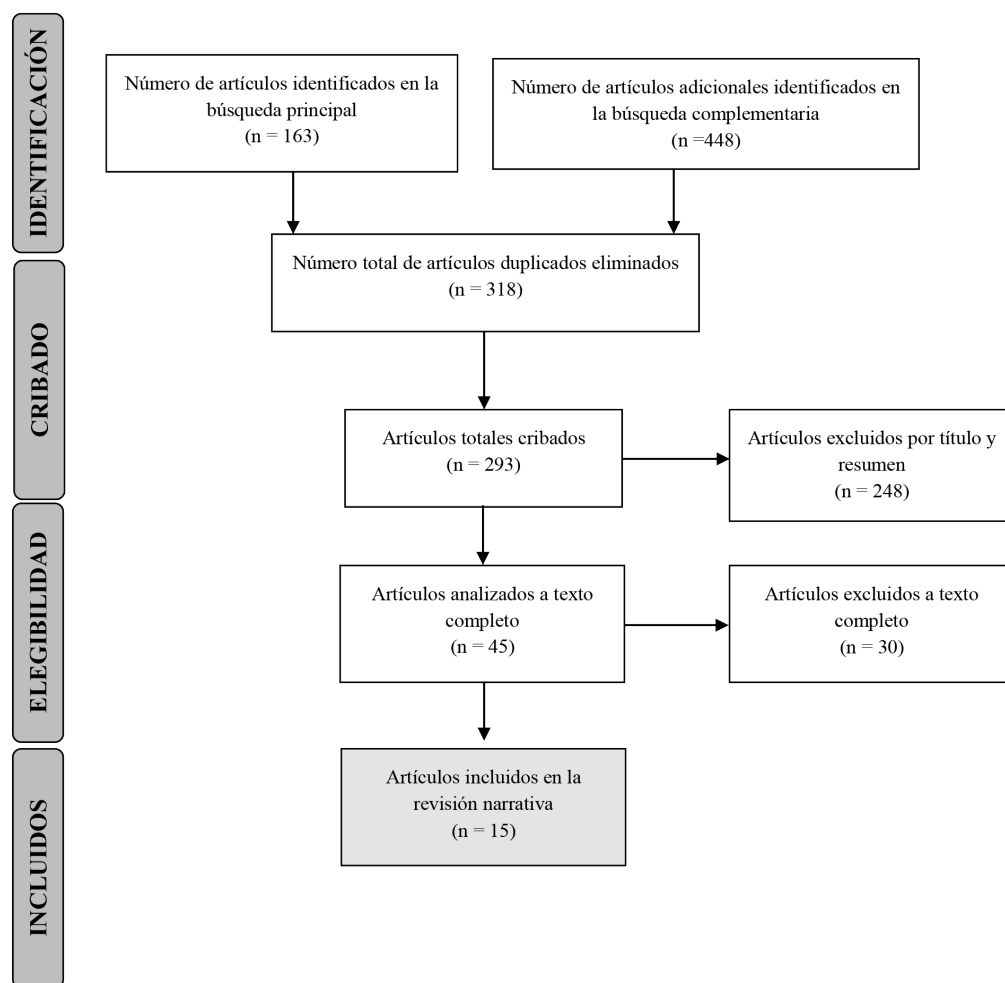 IDENTIFICACIÓN
Número de artículos identificados en la
búsqueda principal
(n = 163)
Número de artículos adicionales identificados en
la búsqueda complementaria
(n =448)
Número total de artículos duplicados eliminados
(n = 318)
CRIBADO
Artículos totales cribados
(n = 293)
Artículos excluidos por título y
resumen
(n = 248)
ELEGIBILIDAD
Artículos analizados a texto
completo
(n = 45)
Artículos excluidos a texto
completo
(n = 30)
INCLUIDOS
Artículos incluidos en la
revisión narrativa
(n = 15)